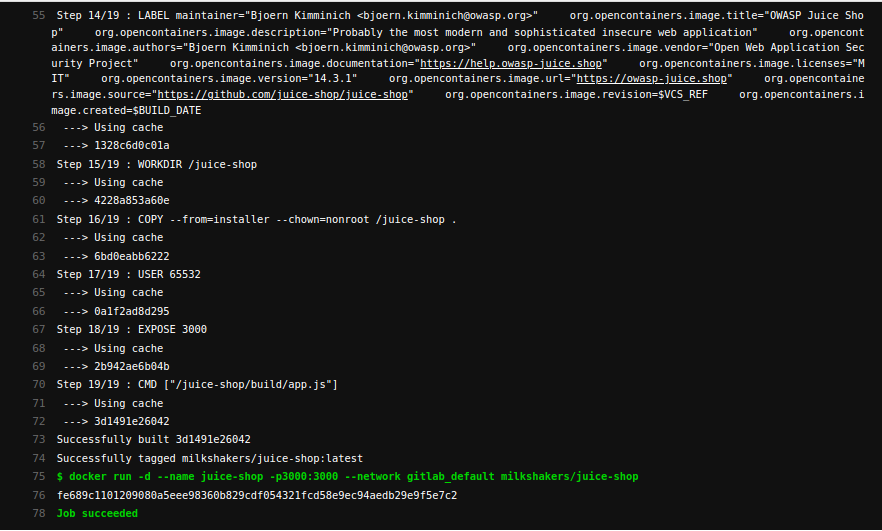 55 Step 14/19 : LABEL maintainer="Bjoern Kimminich <bjoern.kimminich@owasp.org>" org.opencontainers.image.title="OWASP Juice Sho
p" org.opencontainers.image.description="Probably the most modern and sophisticated insecure web application" org.opencont
ainers.image.authors="Bjoern Kimminich <bjoern.kimminich@owasp.org>" org.opencontainers.image.vendor="Open Web Application Sec
urity Project" org.opencontainers.image.documentation="https://help.owasp-juice.shop" org.opencontainers.image.licenses="M
IT" org.opencontainers.image.version="14.3.1" org.opencontainers.image.url="https://owasp-juice.shop" org.opencontaine
rs.image.source="https://github.com/juice-shop/juice-shop" org.opencontainers.image.revision=$VCS_REF org.opencontainers.i
mage.created=$BUILD_DATE
56 ---> Using cache
57 ---> 1328c6d0c01a
58 Step 15/19 : WORKDIR /juice-shop
59 ---> Using cache
60 ---> 4228a853a60e
61 Step 16/19 : COPY --from=installer --chown=nonroot /juice-shop .
62 ---> Using cache
63 ---> 6bd0eabb6222
64 Step 17/19 : USER 65532
65 ---> Using cache
66 ---> 0a1f2ad8d295
67 Step 18/19 : EXPOSE 3000
68 ---> Using cache
69 ---> 2b942ae6b04b
70 Step 19/19 : CMD ["/juice-shop/build/app.js"]
71 ---> Using cache
72 ---> 3d1491e26042
73 Successfully built 3d1491e26042
74 Successfully tagged milkshakers/juice-shop:latest
75 $ docker run -d --name juice-shop -p3000:3000 --network gitlab_default milkshakers/juice-shop
76 fe689c1101209080a5eee98360b829cdf054321fcd58e9ec94aedb29e9f5e7c2
78 Job succeeded